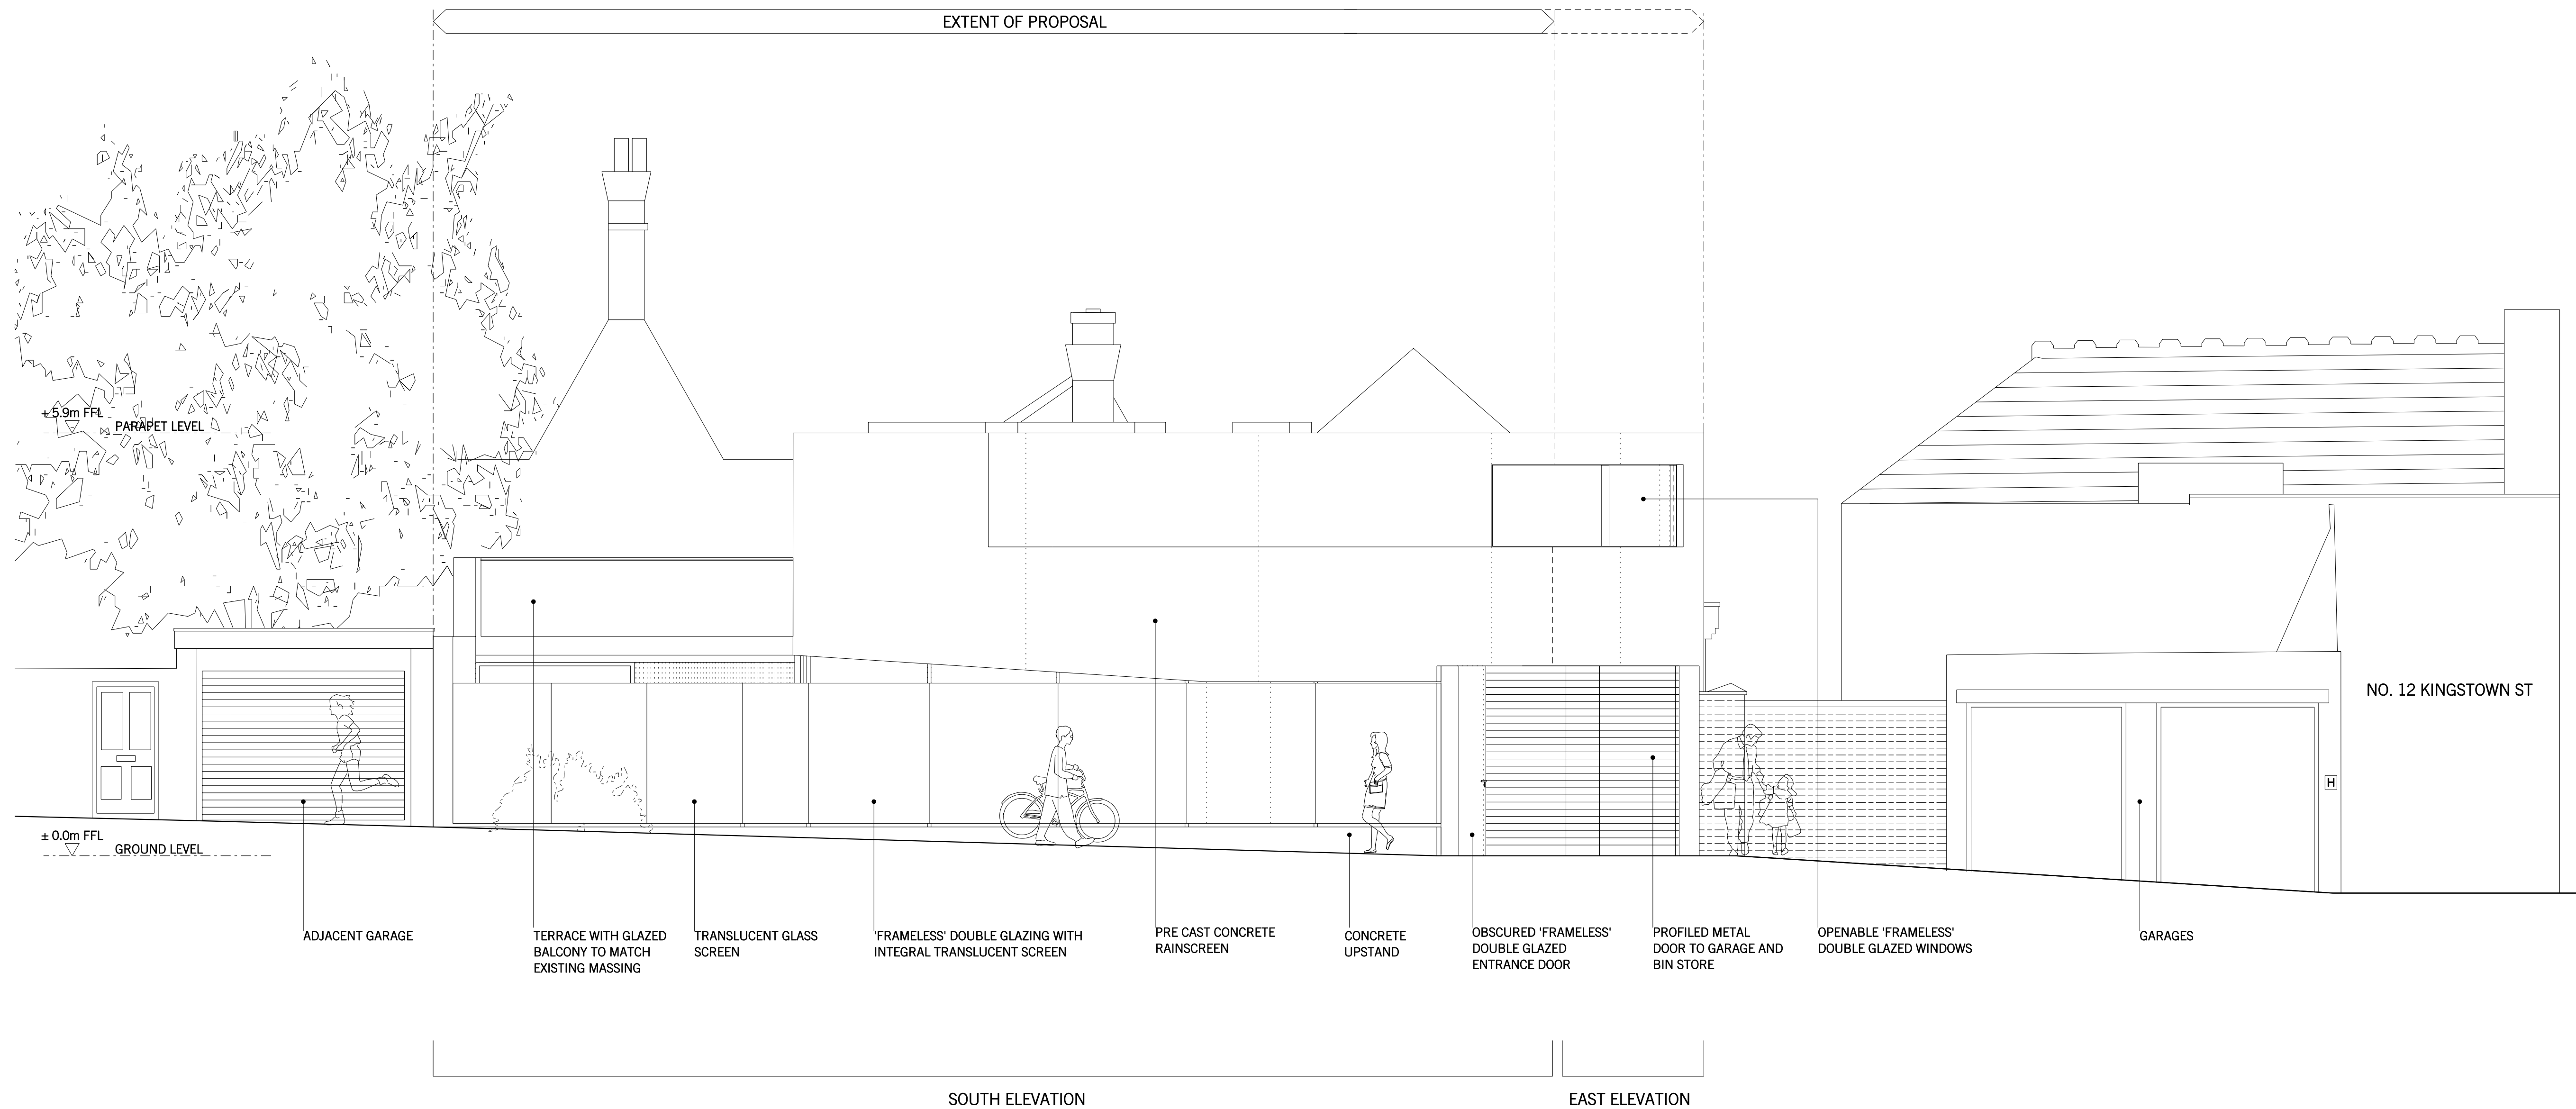 EXTENT OF PROPOSAL
± 5.9m FFL
PARAPET LEVEL
NO. 12 KINGSTOWN ST
H
± 0.0m FFL
GROUND LEVEL
ADJACENT GARAGE
TERRACE WITH GLAZED
BALCONY TO MATCH
EXISTING MASSING
TRANSLUCENT GLASS
SCREEN
'FRAMELESS' DOUBLE GLAZING WITH
INTEGRAL TRANSLUCENT SCREEN
PRE CAST CONCRETE
RAINSCREEN
CONCRETE
UPSTAND
OBSCURED 'FRAMELESS'
DOUBLE GLAZED
ENTRANCE DOOR
PROFILED METAL
DOOR TO GARAGE AND
BIN STORE
OPENABLE 'FRAMELESS'
DOUBLE GLAZED WINDOWS
GARAGES
SOUTH ELEVATION
EAST ELEVATION